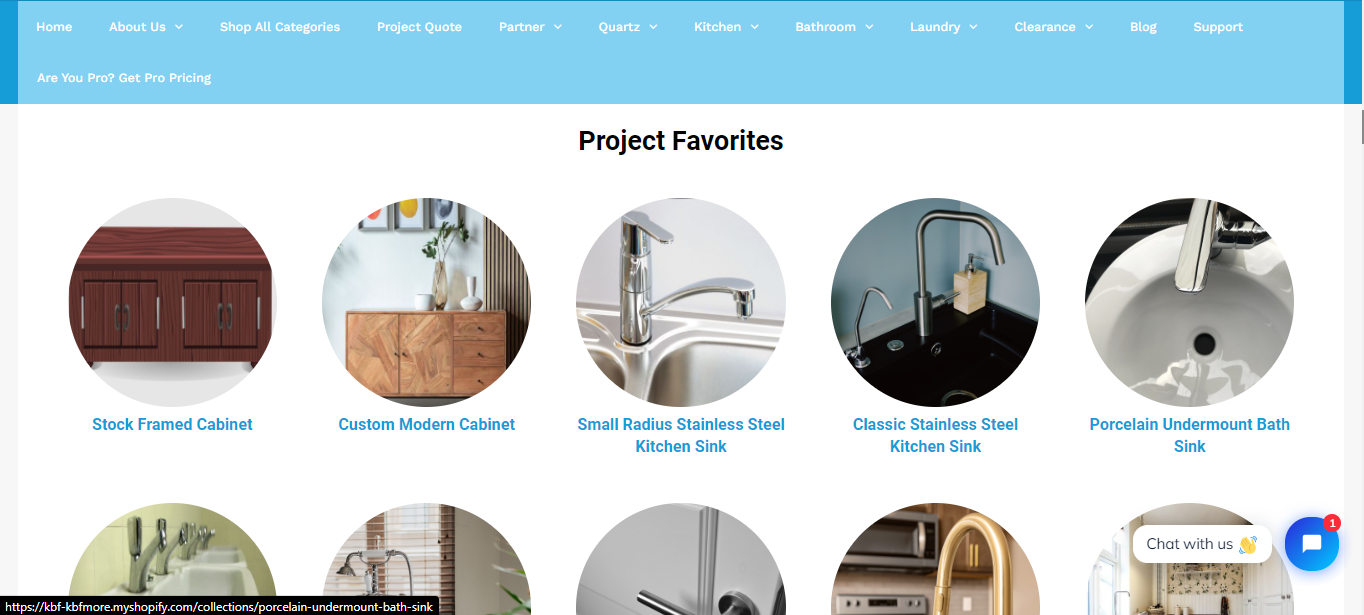 Home About Us Shop All Categories Project Quote Partner Quartz Kitchen Bathroom Laundry Clearance Blog Support
Are You Pro? Get Pro Pricing
Project Favorites
Stock Framed Cabinet
Custom Modern Cabinet
Small Radius Stainless Steel
Kitchen Sink
Classic Stainless Steel
Kitchen Sink
Porcelain Undermount Bath
Sink
1
Chat with us 👋
https://kbf-kbfmore.myshopify.com/collections/porcelain-undermount-bath-sink